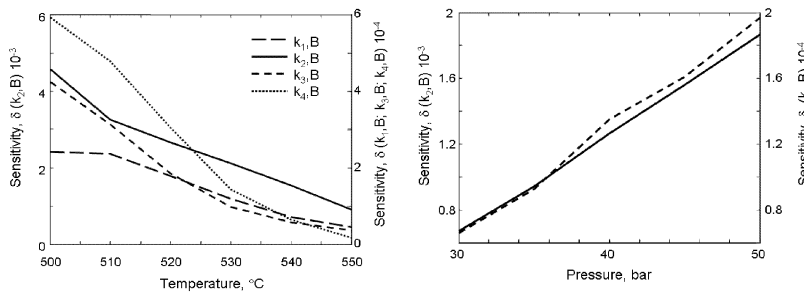 Sensitivity, δ (k₂,B) 10⁻³
6
4
2
0
500
510
520
530
540
550
Temperature, °C
k₁,B
k₂,B
k₃,B
k₄,B
6
4
2
0
Sensitivity, δ (k₁,B; k₃,B; k₄,B) 10⁻⁴
Sensitivity, δ (k₂,B) 10⁻³
2
1.6
1.2
0.8
30
40
50
Pressure, bar
2
1.6
1.2
0.8